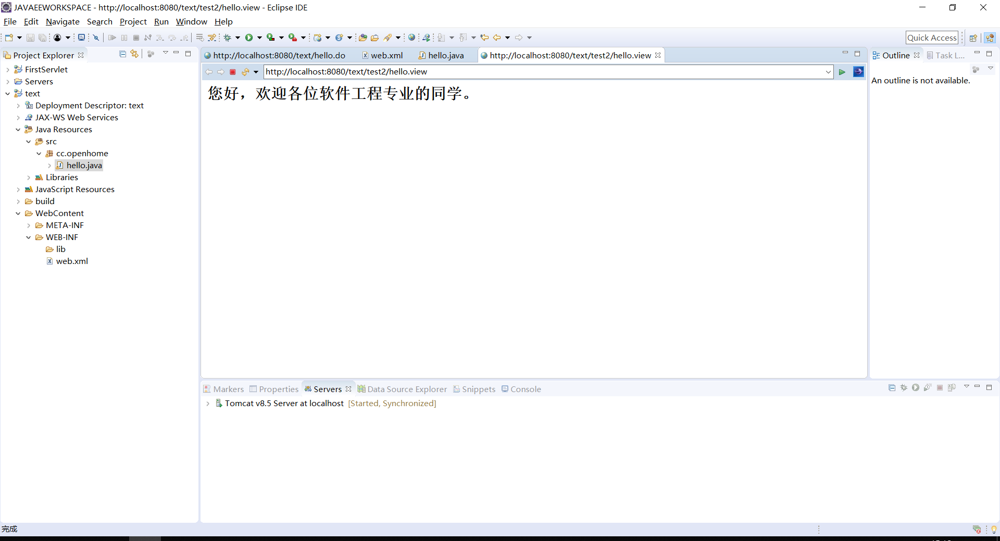 JAVAEEWORKSPACE - http://localhost:8080/text/test2/hello.view - Eclipse IDE
File Edit Navigate Search Project Run Window Help
Quick Access
Project Explorer
FirstServlet
Servers
text
Deployment Descriptor: text
JAX-WS Web Services
Java Resources
src
cc.openhome
hello.java
Libraries
JavaScript Resources
build
WebContent
META-INF
WEB-INF
lib
web.xml
http://localhost:8080/text/hello.do web.xml hello.java http://localhost:8080/text/test2/hello.view
http://localhost:8080/text/test2/hello.view
您好，欢迎各位软件工程专业的同学。
Outline Task L...
An outline is not available.
Markers Properties Servers Data Source Explorer Snippets Console
Tomcat v8.5 Server at localhost [Started, Synchronized]
完成